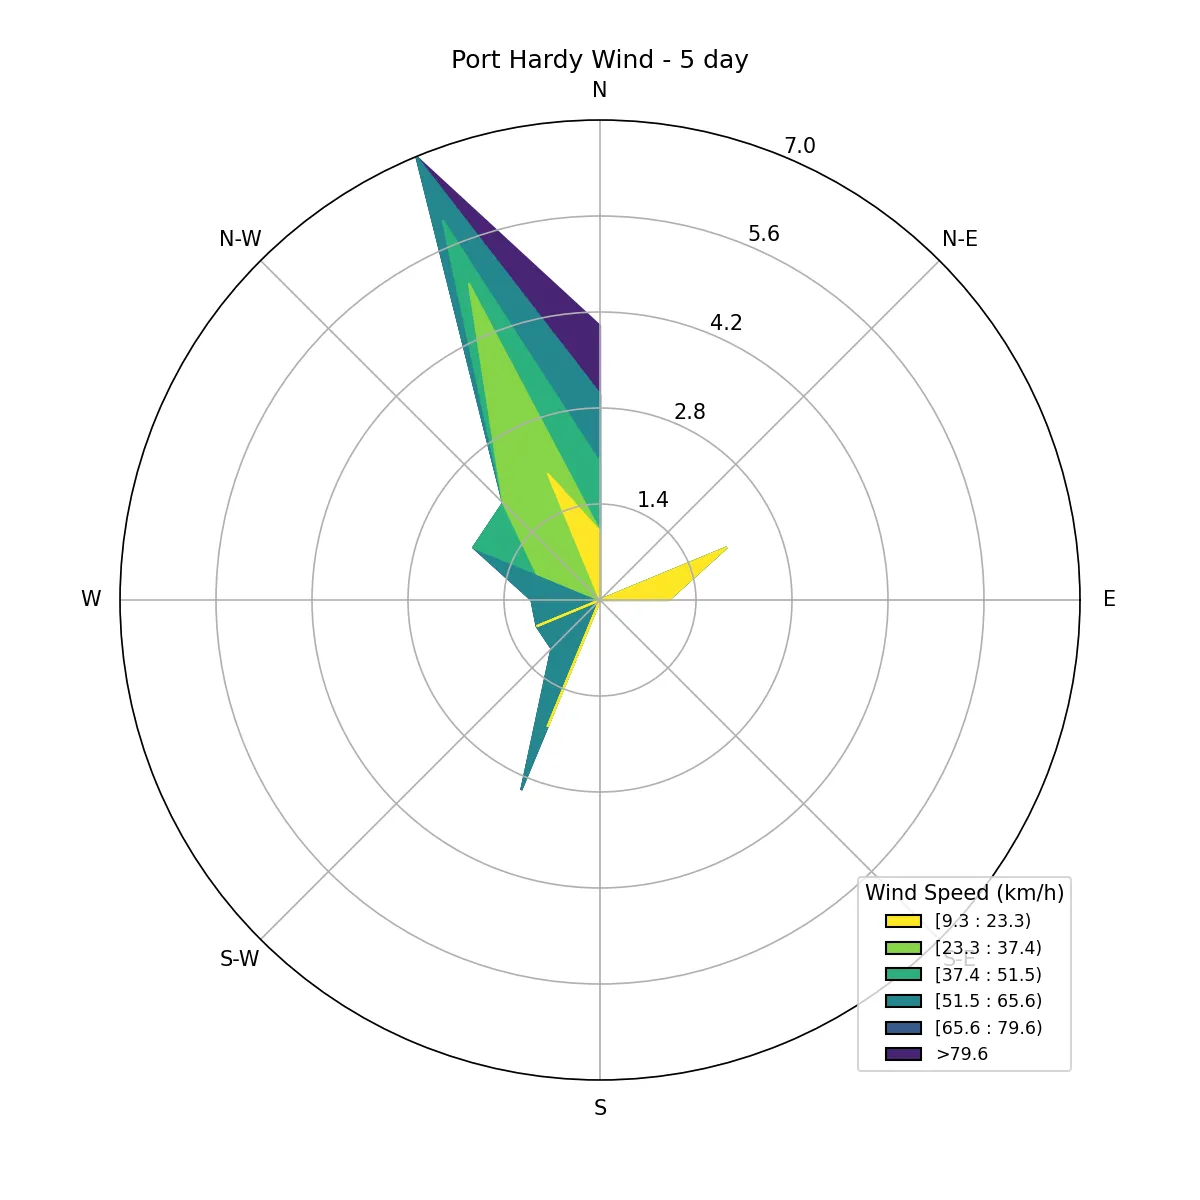 Port Hardy Wind - 5 day
N
7.0
N-W
5.6
N-E
4.2
2.8
1.4
W
E
S-W
S-E
S
Wind Speed (km/h)
[9.3 : 23.3)
[23.3 : 37.4)
[37.4 : 51.5)
[51.5 : 65.6)
[65.6 : 79.6)
>79.6